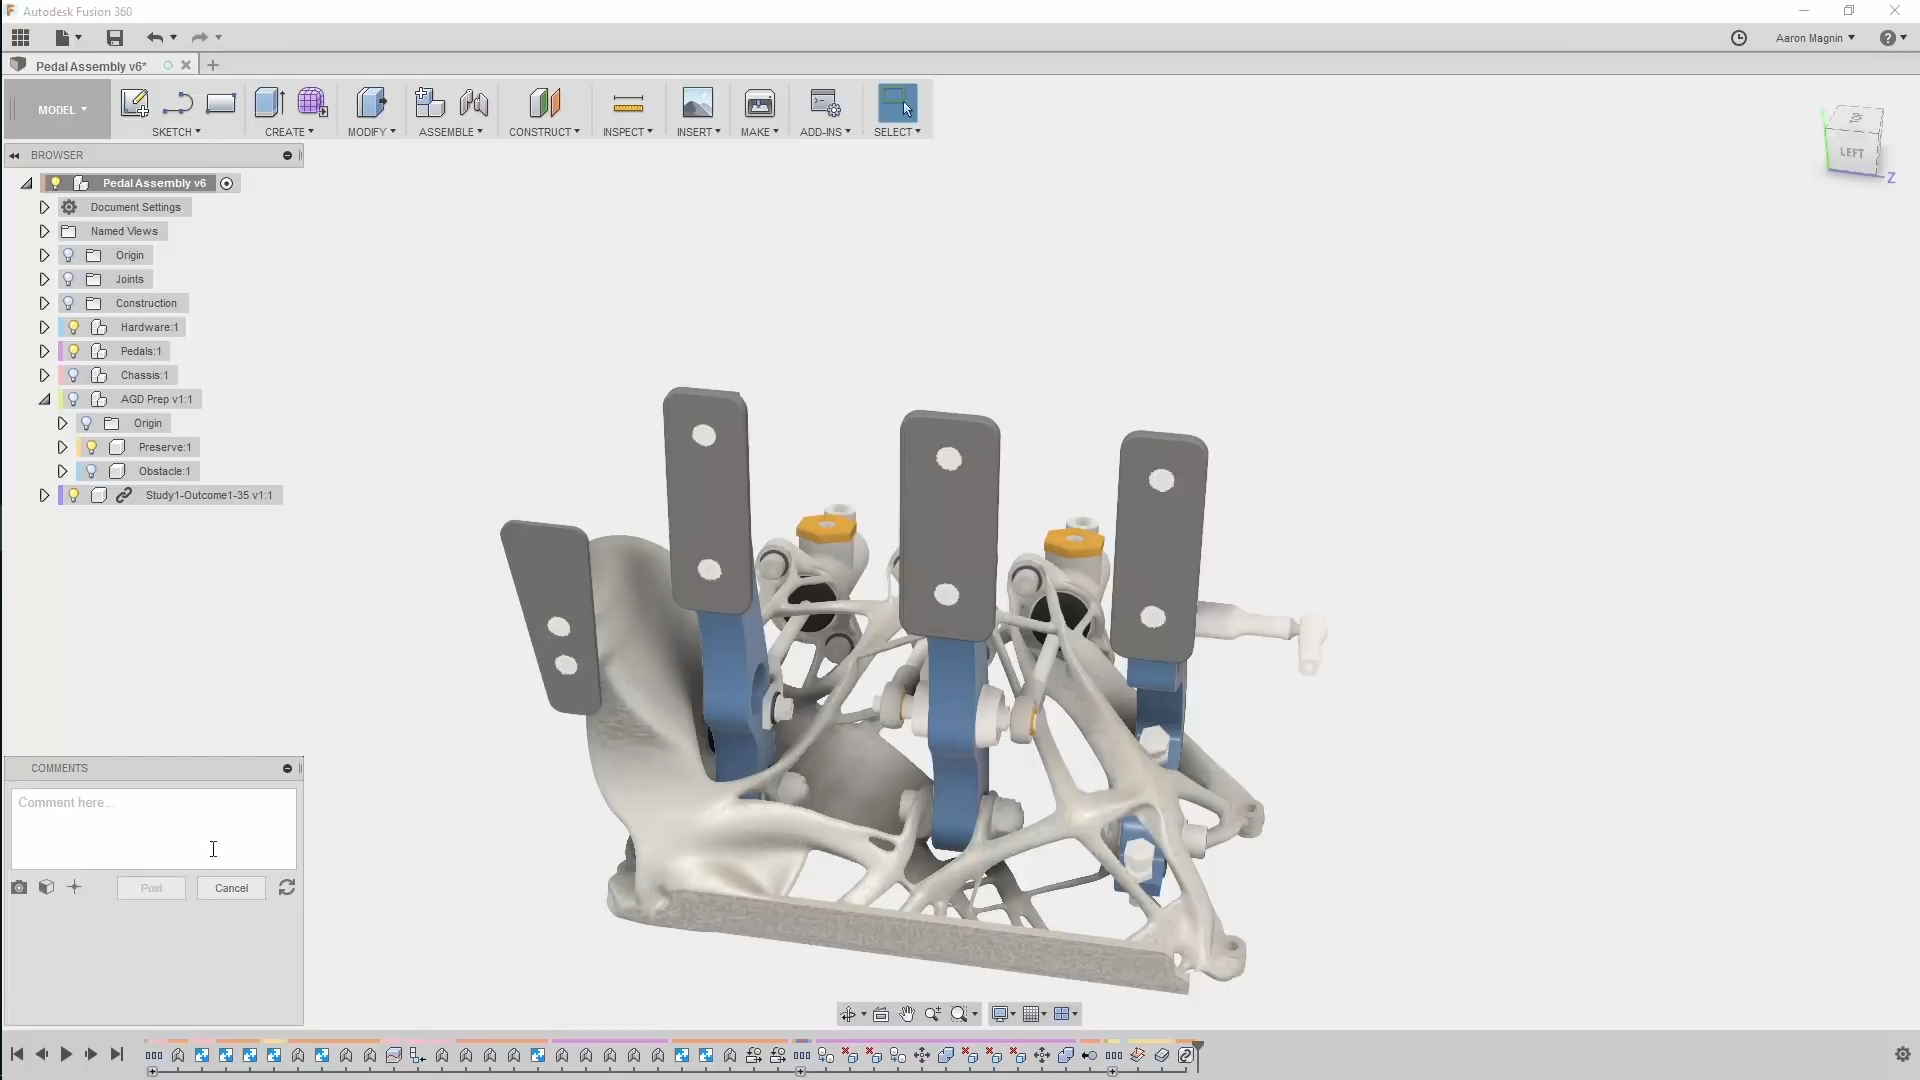 Autodesk Fusion 360
Aaron Magnin
Pedal Assembly v6*
MODEL
SKETCH
CREATE
MODIFY
ASSEMBLE
CONSTRUCT
INSPECT
INSERT
MAKE
ADD-INS
SELECT
LEFT
Z
BROWSER
Pedal Assembly v6
Document Settings
Named Views
Origin
Joints
Construction
Hardware:1
Pedals:1
Chassis:1
AGD Prep v1:1
Origin
Preserve:1
Obstacle:1
Study1-Outcome1-35 v1:1
COMMENTS
Comment here...
Post
Cancel